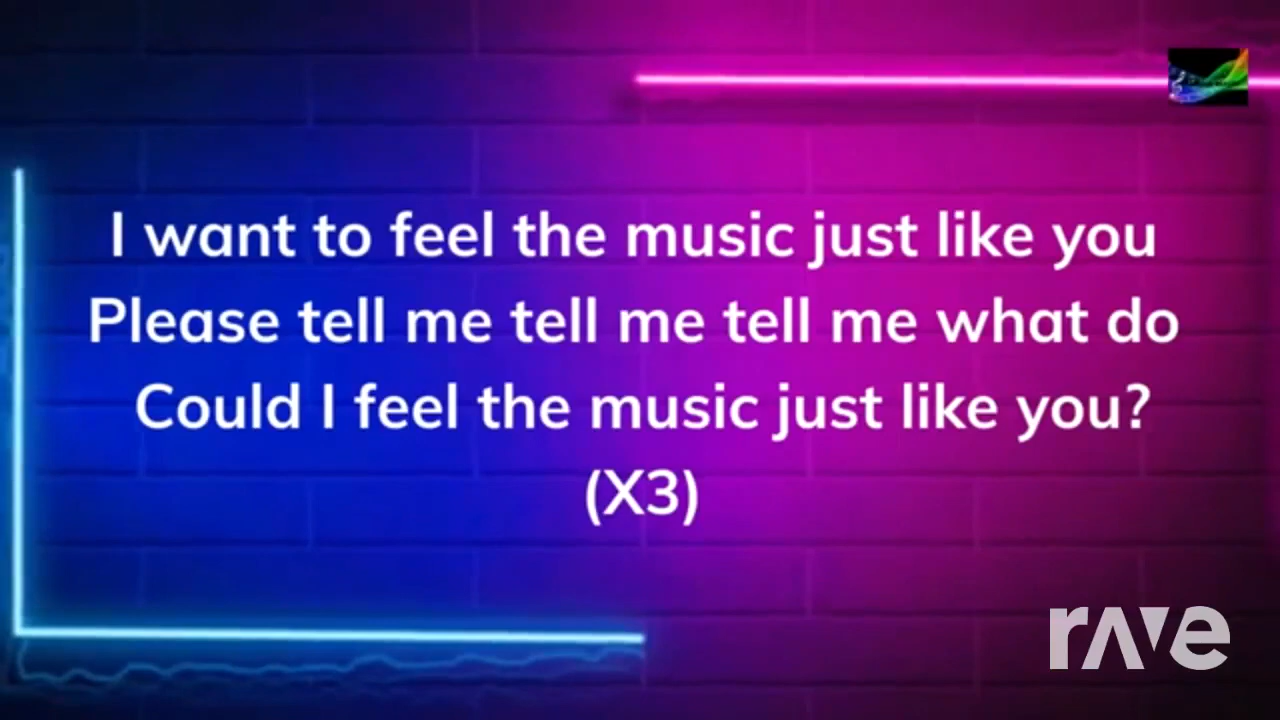 I want to feel the music just like you
Please tell me tell me tell me what do
Could I feel the music just like you?
(X3)
rave